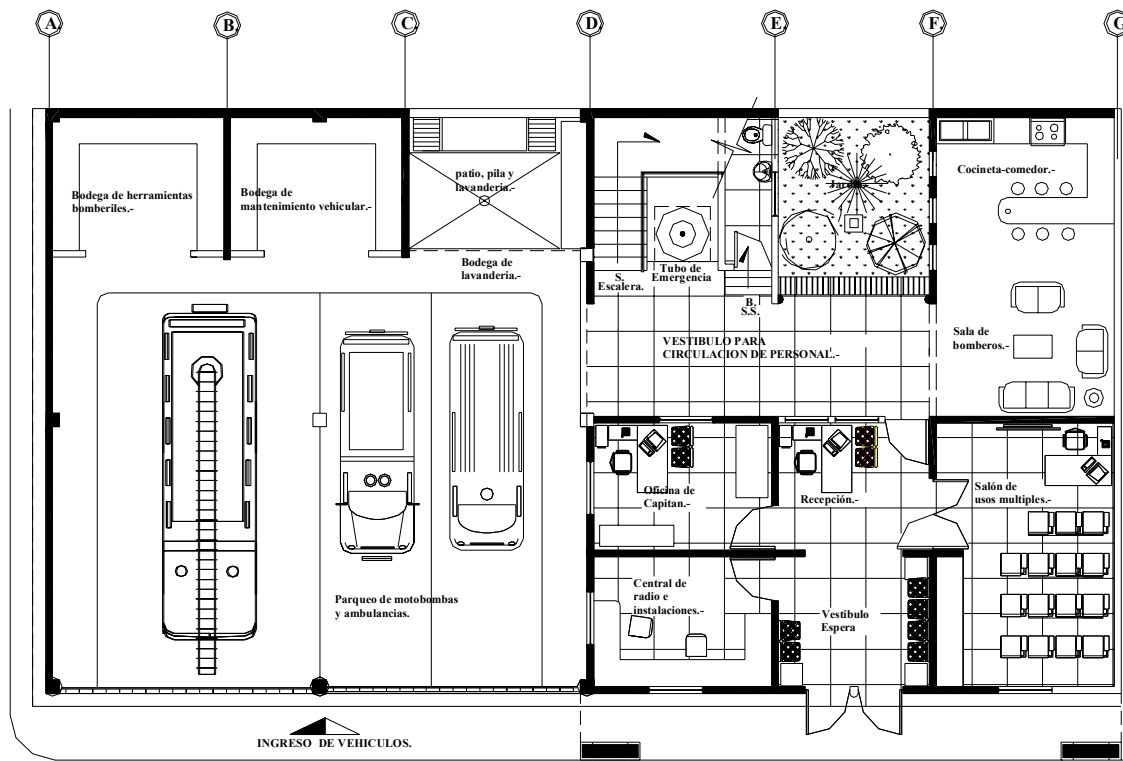 A.
B.
C.
D
E
F
G
Bodega de herramientas
bomberiles.-
Bodega de
mantenimiento vehicular.-
patio, pila y
lavanderia.-
Bodega de
lavanderia.-
S.
Escalera.
Tubo de
Emergencia
B.
S.S.
Jardin.-
Cocineta-comedor.-
Sala de
bomberos.-
VESTIBULO PARA
CIRCULACION DE PERSONAL.-
Oficina de
Capitan.-
Recepción.-
Salón de
usos multiples.-
Central de
radio e
instalaciones.-
Vestibulo
Espera
Parqueo de motobombas
y ambulancias.
INGRESO DE VEHICULOS.